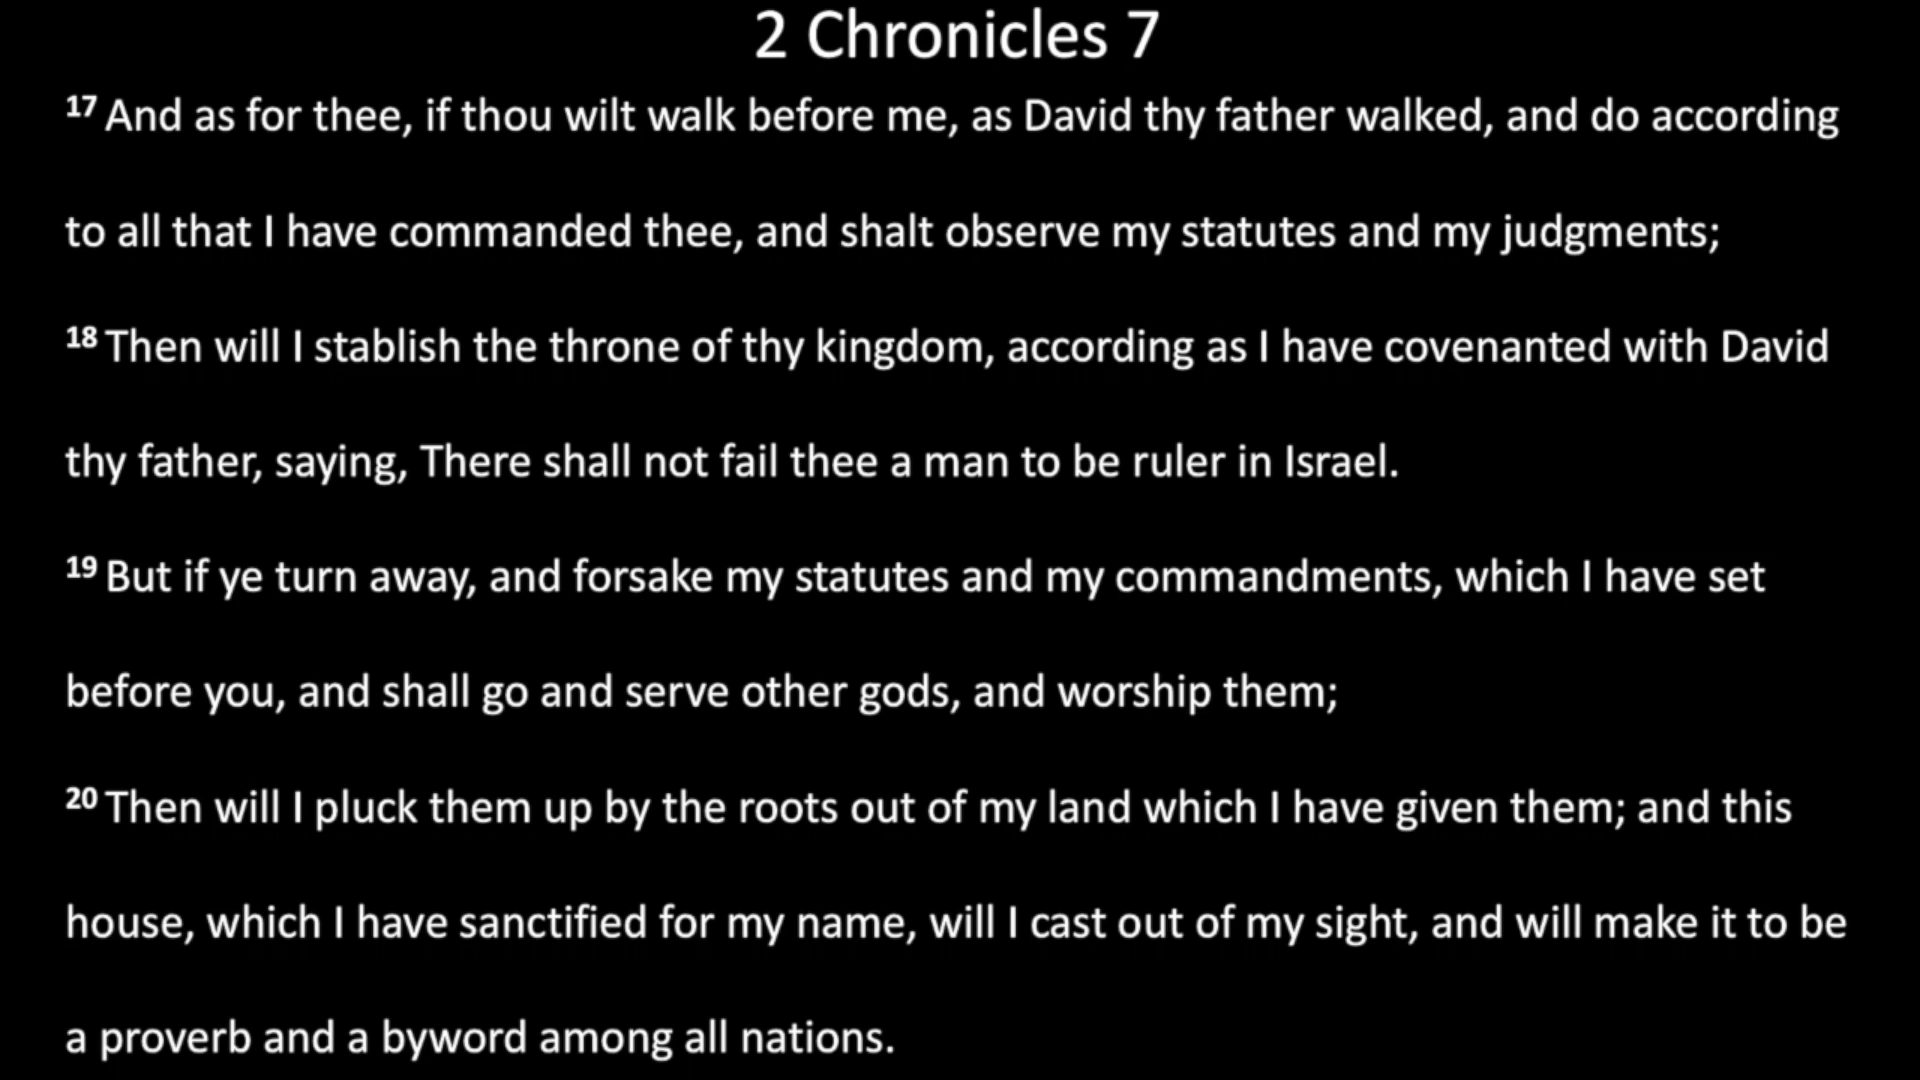 2 Chronicles 7
17 And as for thee, if thou wilt walk before me, as David thy father walked, and do according
to all that I have commanded thee, and shalt observe my statutes and my judgments;
18 Then will I stablish the throne of thy kingdom, according as I have covenanted with David
thy father, saying, There shall not fail thee a man to be ruler in Israel.
19 But if ye turn away, and forsake my statutes and my commandments, which I have set
before you, and shall go and serve other gods, and worship them;
20 Then will I pluck them up by the roots out of my land which I have given them; and this
house, which I have sanctified for my name, will I cast out of my sight, and will make it to be
a proverb and a byword among all nations.